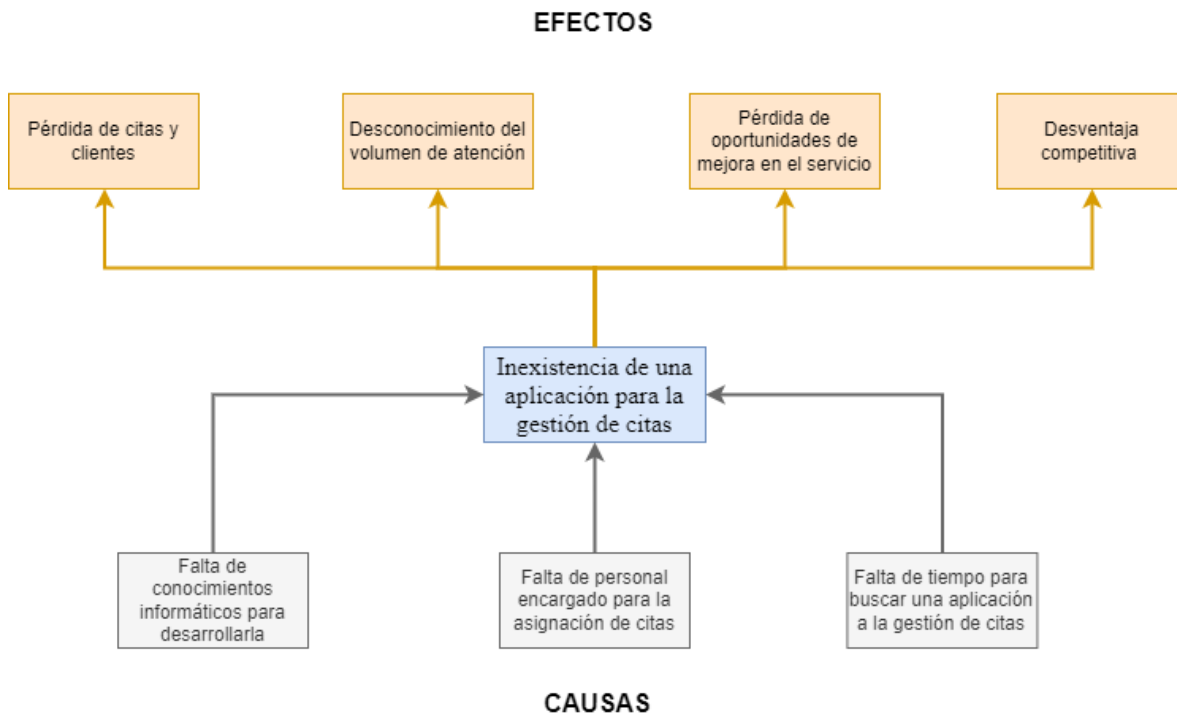 EFECTOS
Pérdida de citas y
clientes
Desconocimiento del
volumen de atención
Pérdida de
oportunidades de
mejora en el servicio
Desventaja
competitiva
Inexistencia de una
aplicación para la
gestión de citas
Falta de
conocimientos
informáticos para
desarrollarla
Falta de personal
encargado para la
asignación de citas
Falta de tiempo para
buscar una aplicación
a la gestión de citas
CAUSAS